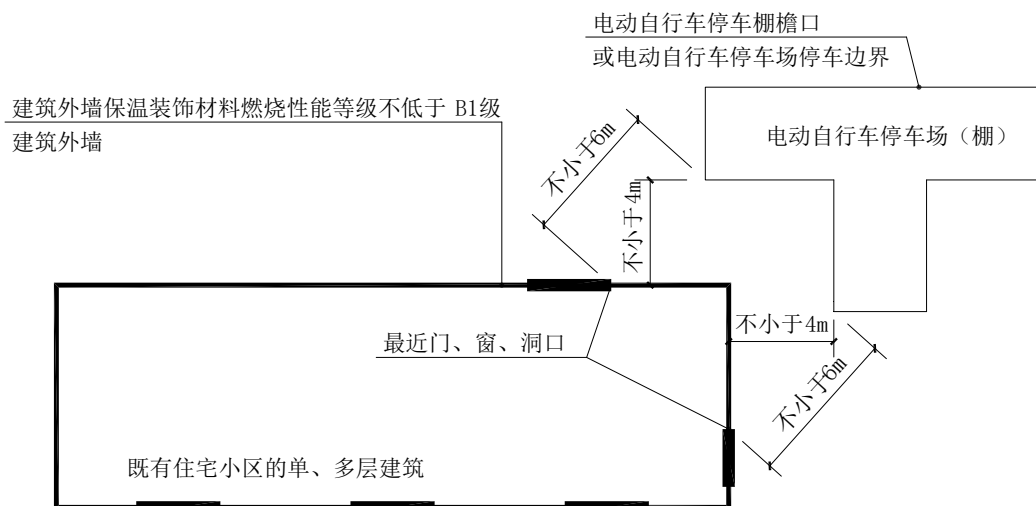 电动自行车停车棚檐口
或电动自行车停车场停车边界
建筑外墙保温装饰材料燃烧性能等级不低于 B1级
建筑外墙
电动自行车停车场（棚）
不小于6m
不小于4m
不小于4m
最近门、窗、洞口
不小于6m
既有住宅小区的单、多层建筑